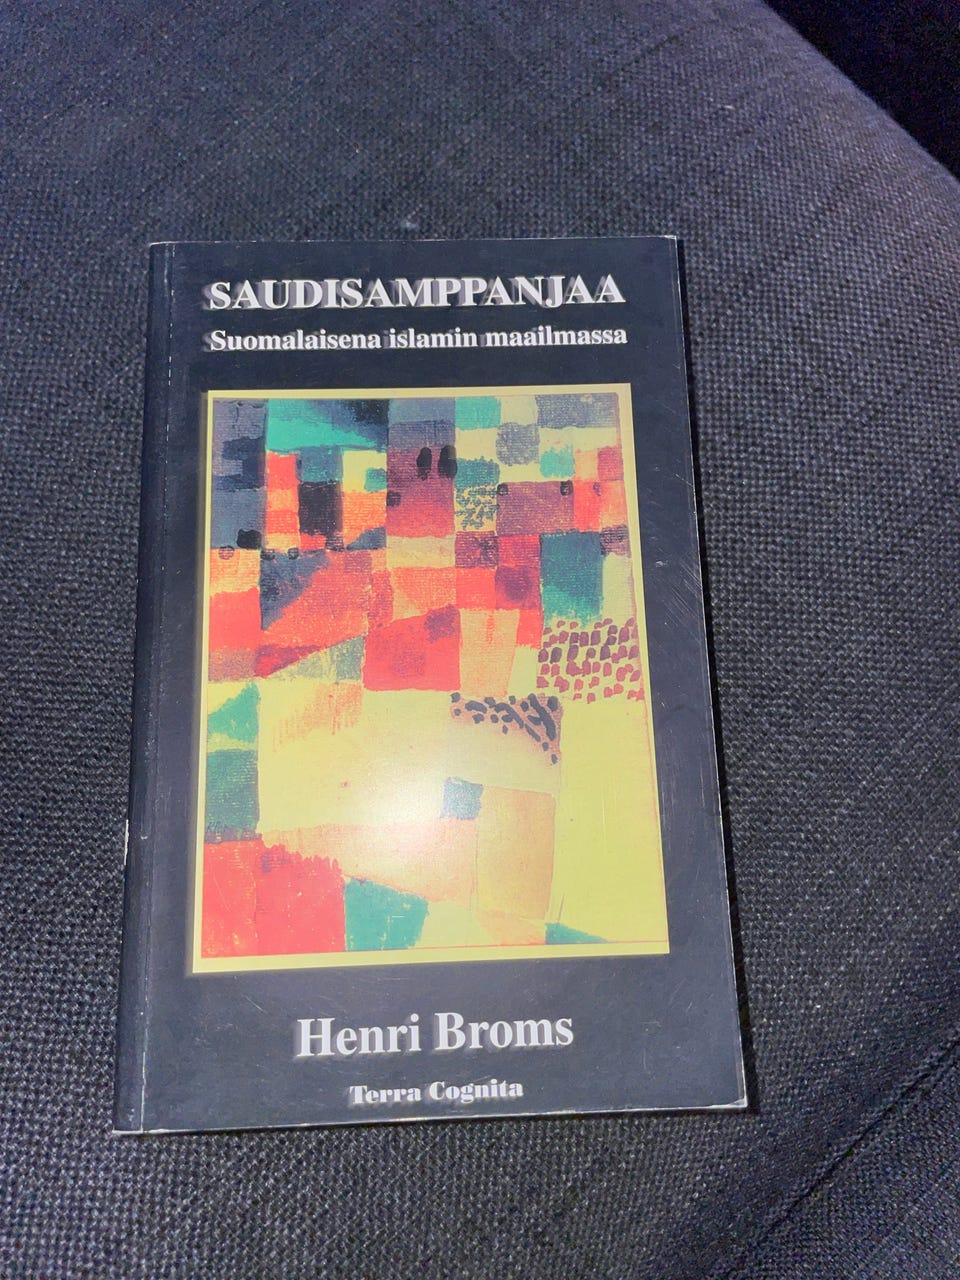 SAUDISAMPPANJAA
Suomalaisena islamin maailmassa
Henri Broms
Terra Cognita